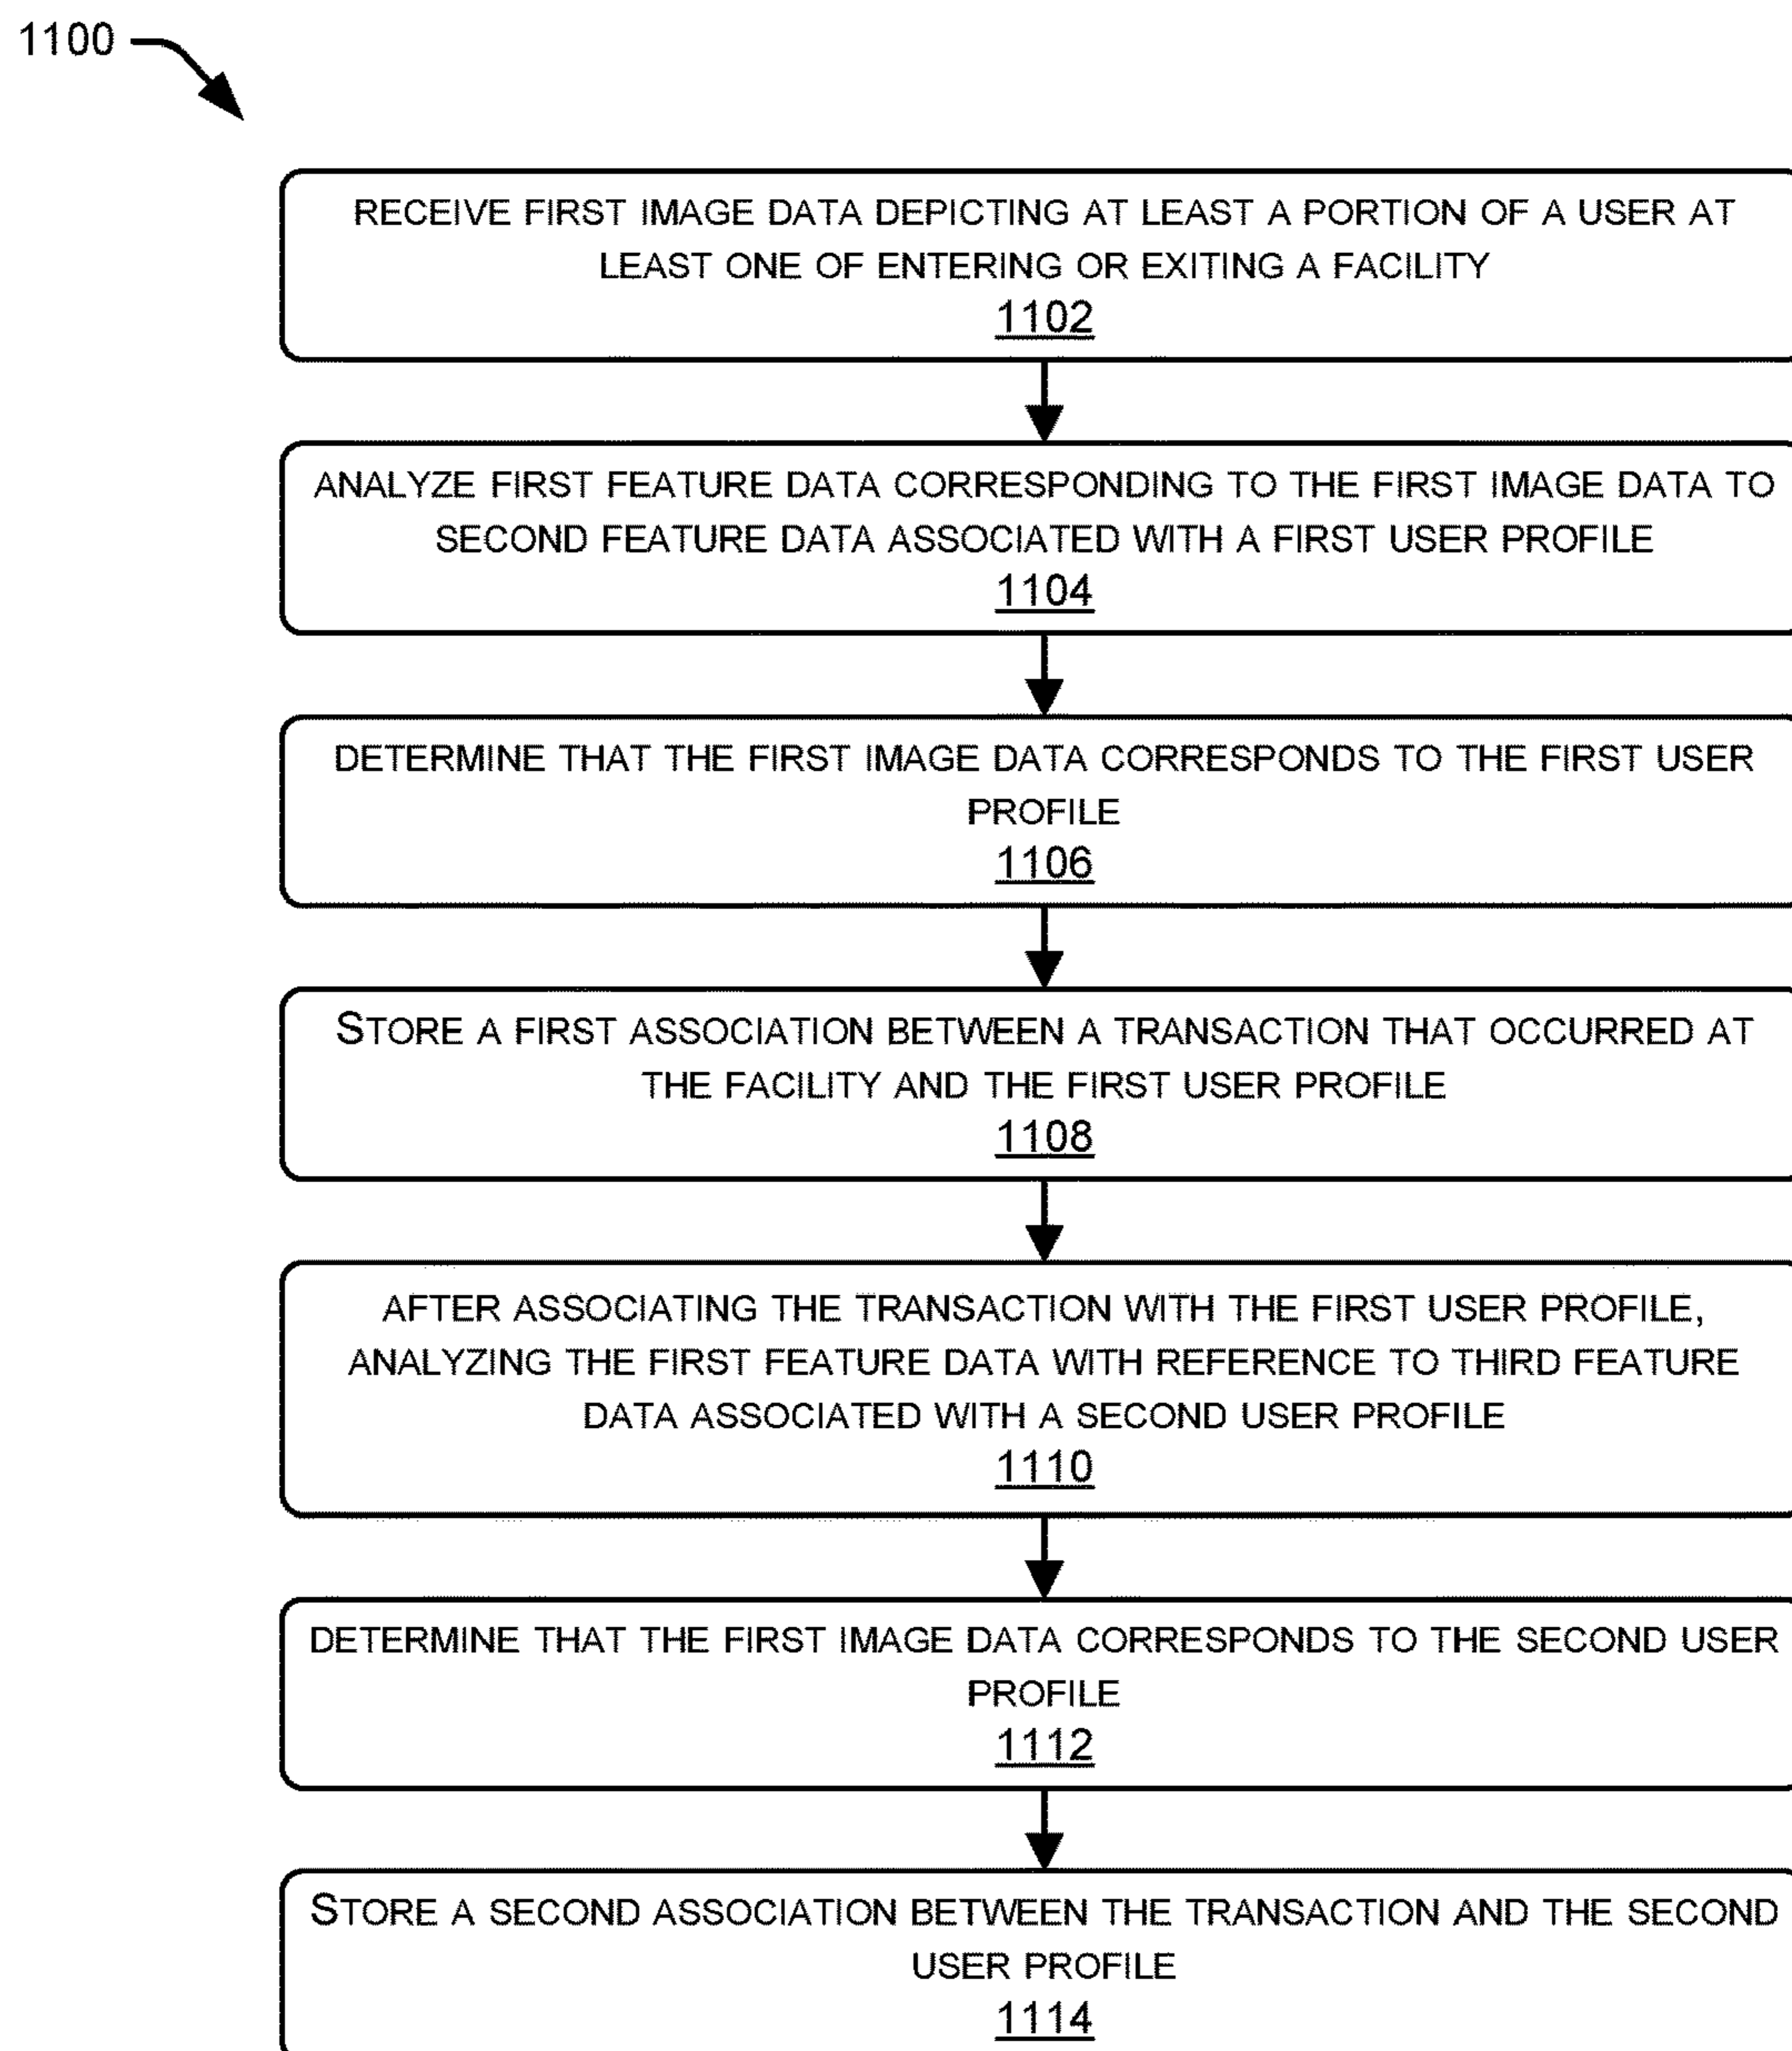 1100
RECEIVE FIRST IMAGE DATA DEPICTING AT LEAST A PORTION OF A USER AT
LEAST ONE OF ENTERING OR EXITING A FACILITY
1102
ANALYZE FIRST FEATURE DATA CORRESPONDING TO THE FIRST IMAGE DATA TO
SECOND FEATURE DATA ASSOCIATED WITH A FIRST USER PROFILE
1104
DETERMINE THAT THE FIRST IMAGE DATA CORRESPONDS TO THE FIRST USER
PROFILE
1106
STORE A FIRST ASSOCIATION BETWEEN A TRANSACTION THAT OCCURRED AT
THE FACILITY AND THE FIRST USER PROFILE
1108
AFTER ASSOCIATING THE TRANSACTION WITH THE FIRST USER PROFILE,
ANALYZING THE FIRST FEATURE DATA WITH REFERENCE TO THIRD FEATURE
DATA ASSOCIATED WITH A SECOND USER PROFILE
1110
DETERMINE THAT THE FIRST IMAGE DATA CORRESPONDS TO THE SECOND USER
PROFILE
1112
STORE A SECOND ASSOCIATION BETWEEN THE TRANSACTION AND THE SECOND
USER PROFILE
1114